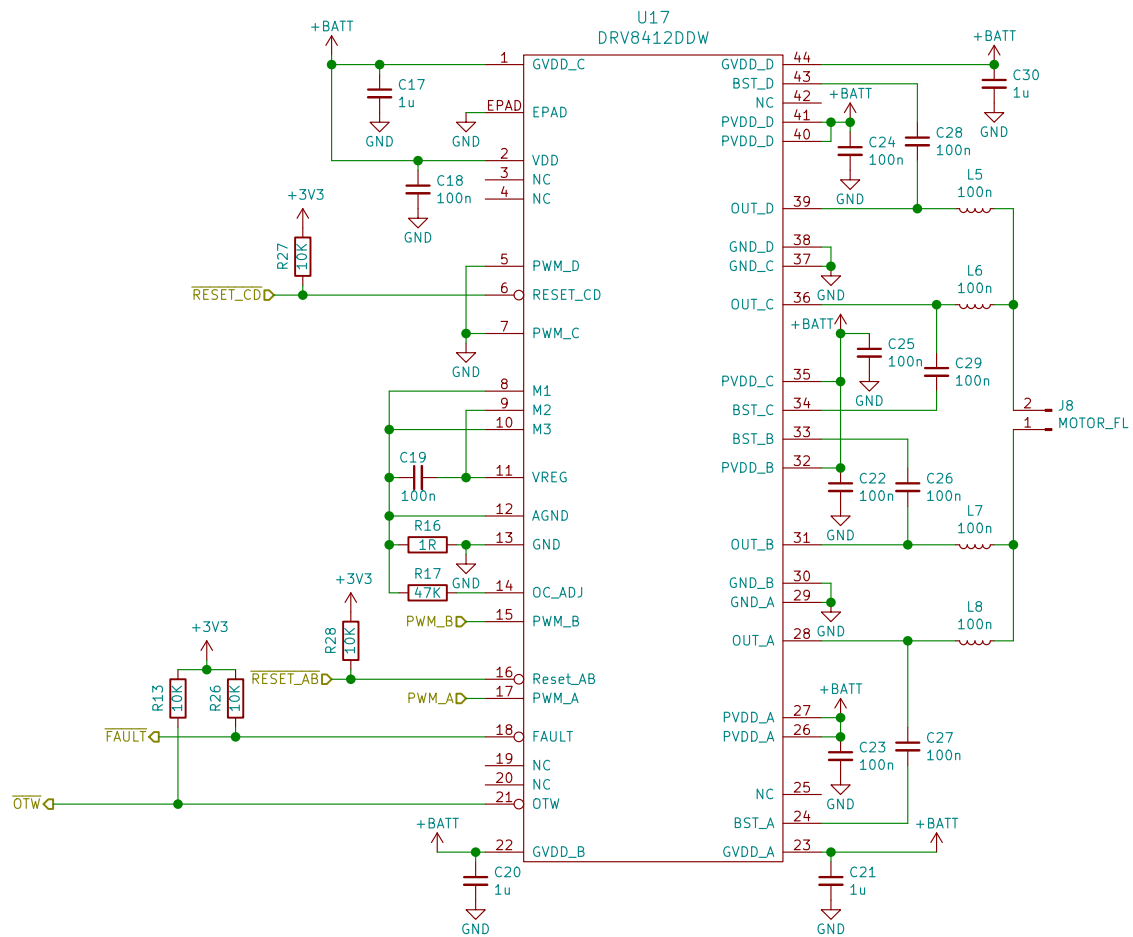 U17
DRV8412DDW
+BATT
C17
1u
GND
1 GVDD_C
EPAD EPAD
GND
2 VDD
3 NC
4 NC
C18
100n
GND
+3V3
R27
10K
RESET_CD
5 PWM_D
6 RESET_CD
7 PWM_C
GND
8 M1
9 M2
10 M3
C19
100n
11 VREG
12 AGND
R16
1R
13 GND
GND
R17
47K
14 OC_ADJ
+3V3
PWM_B
15 PWM_B
R28
10K
RESET_AB
16 Reset_AB
PWM_A
17 PWM_A
+3V3
R13
10K
R26
10K
FAULT
18 FAULT
19 NC
20 NC
OTW
21 OTW
+BATT
22 GVDD_B
C20
1u
GND
GVDD_D 44
+BATT
C30
1u
GND
BST_D 43
NC 42
+BATT
PVDD_D 41
PVDD_D 40
C24
100n
GND
C28
100n
L5
100n
OUT_D 39
GND_D 38
GND_C 37
GND
L6
100n
OUT_C 36
+BATT
C25
100n
GND
C29
100n
PVDD_C 35
BST_C 34
2
1
J8
MOTOR_FL
BST_B 33
PVDD_B 32
C22
100n
GND
C26
100n
L7
100n
OUT_B 31
GND_B 30
GND_A 29
GND
L8
100n
OUT_A 28
+BATT
PVDD_A 27
PVDD_A 26
C23
100n
GND
C27
100n
NC 25
BST_A 24
+BATT
GVDD_A 23
C21
1u
GND